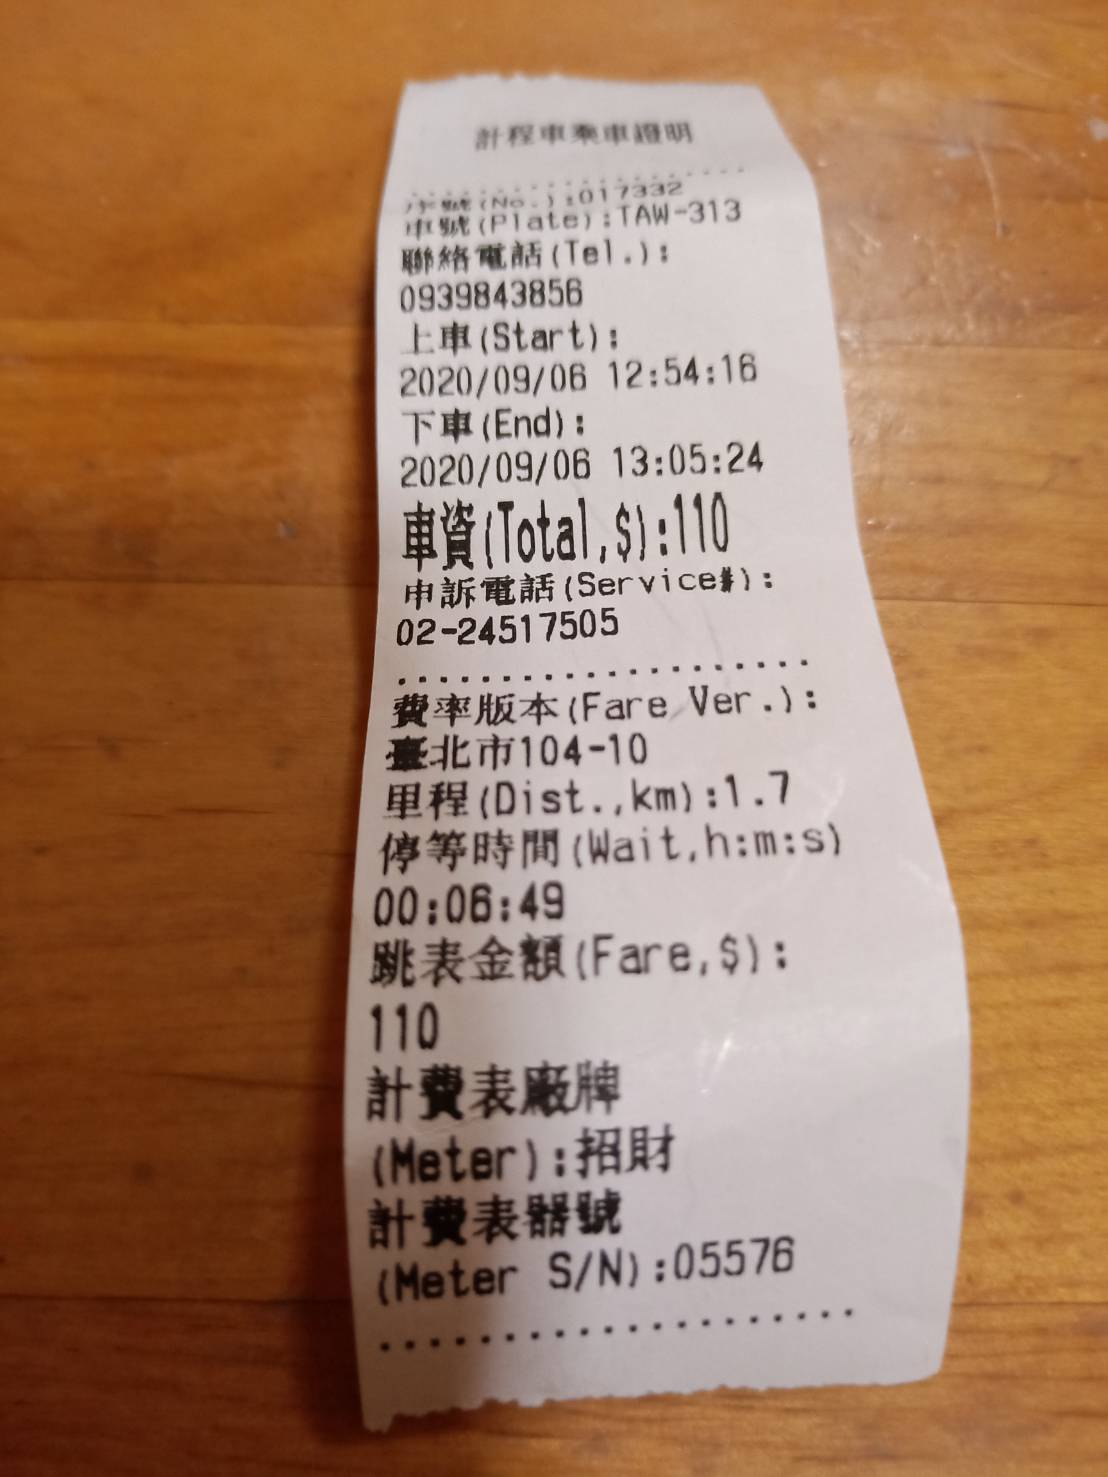 計程車乘車證明
....................
序號(No.):017332
車號(Plate):TAW-313
聯絡電話(Tel.):
0939843856
上車(Start):
2020/09/06 12:54:16
下車(End):
2020/09/06 13:05:24
車資(Total,$):110
申訴電話(Service#):
02-24517505
....................
費率版本(Fare Ver.):
臺北市104-10
里程(Dist.,km):1.7
停等時間(Wait,h:m:s)
00:06:49
跳表金額(Fare,$):
110
計費表廠牌
(Meter):招財
計費表器號
(Meter S/N):05576
....................